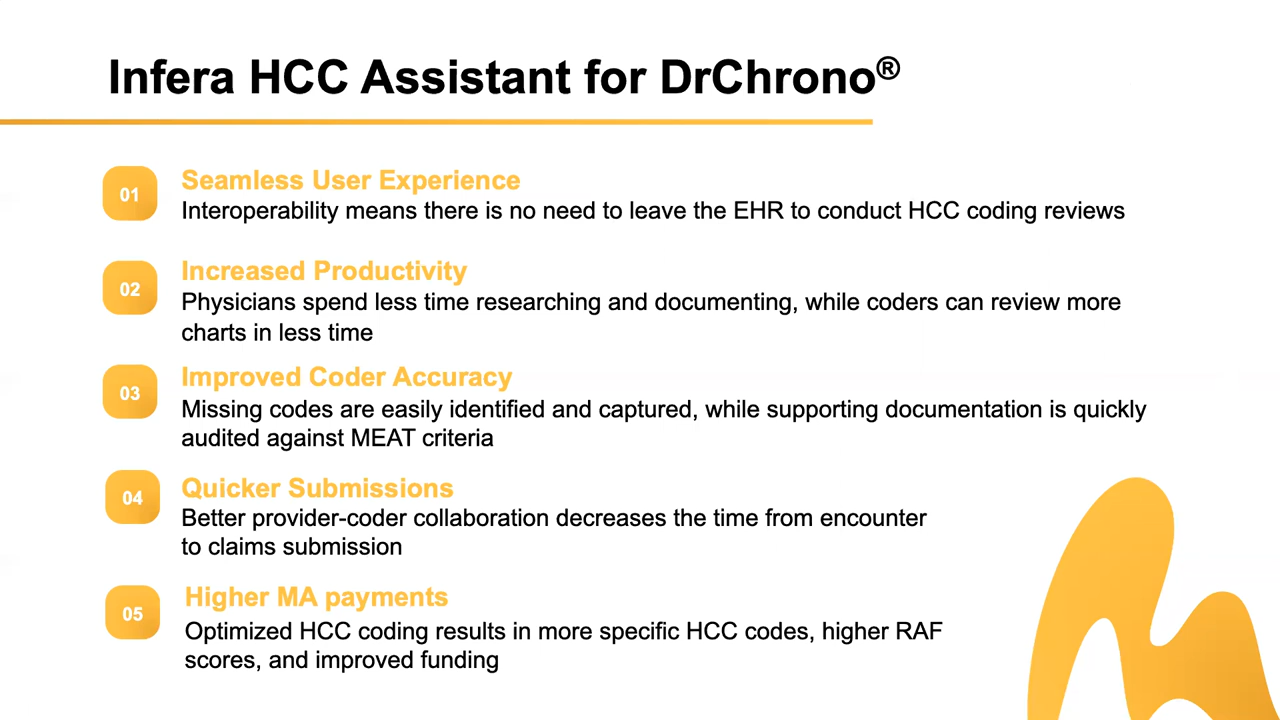 Infera HCC Assistant for DrChrono®
01
Seamless User Experience
Interoperability means there is no need to leave the EHR to conduct HCC coding reviews
02
Increased Productivity
Physicians spend less time researching and documenting, while coders can review more
charts in less time
03
Improved Coder Accuracy
Missing codes are easily identified and captured, while supporting documentation is quickly
audited against MEAT criteria
04
Quicker Submissions
Better provider-coder collaboration decreases the time from encounter
to claims submission
05
Higher MA payments
Optimized HCC coding results in more specific HCC codes, higher RAF
scores, and improved funding